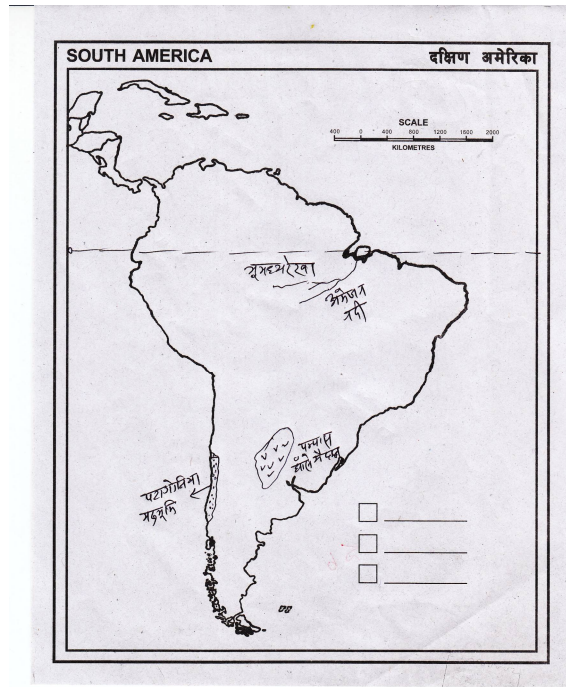 SOUTH AMERICA
दक्षिण अमेरिका
SCALE
400 0 400 800 1200 1600 2000
KILOMETRES
भूमध्यरेखा
अमेजन
नदी
पम्पास
वाले मैदान
पटागोनिया
मरुभूमि